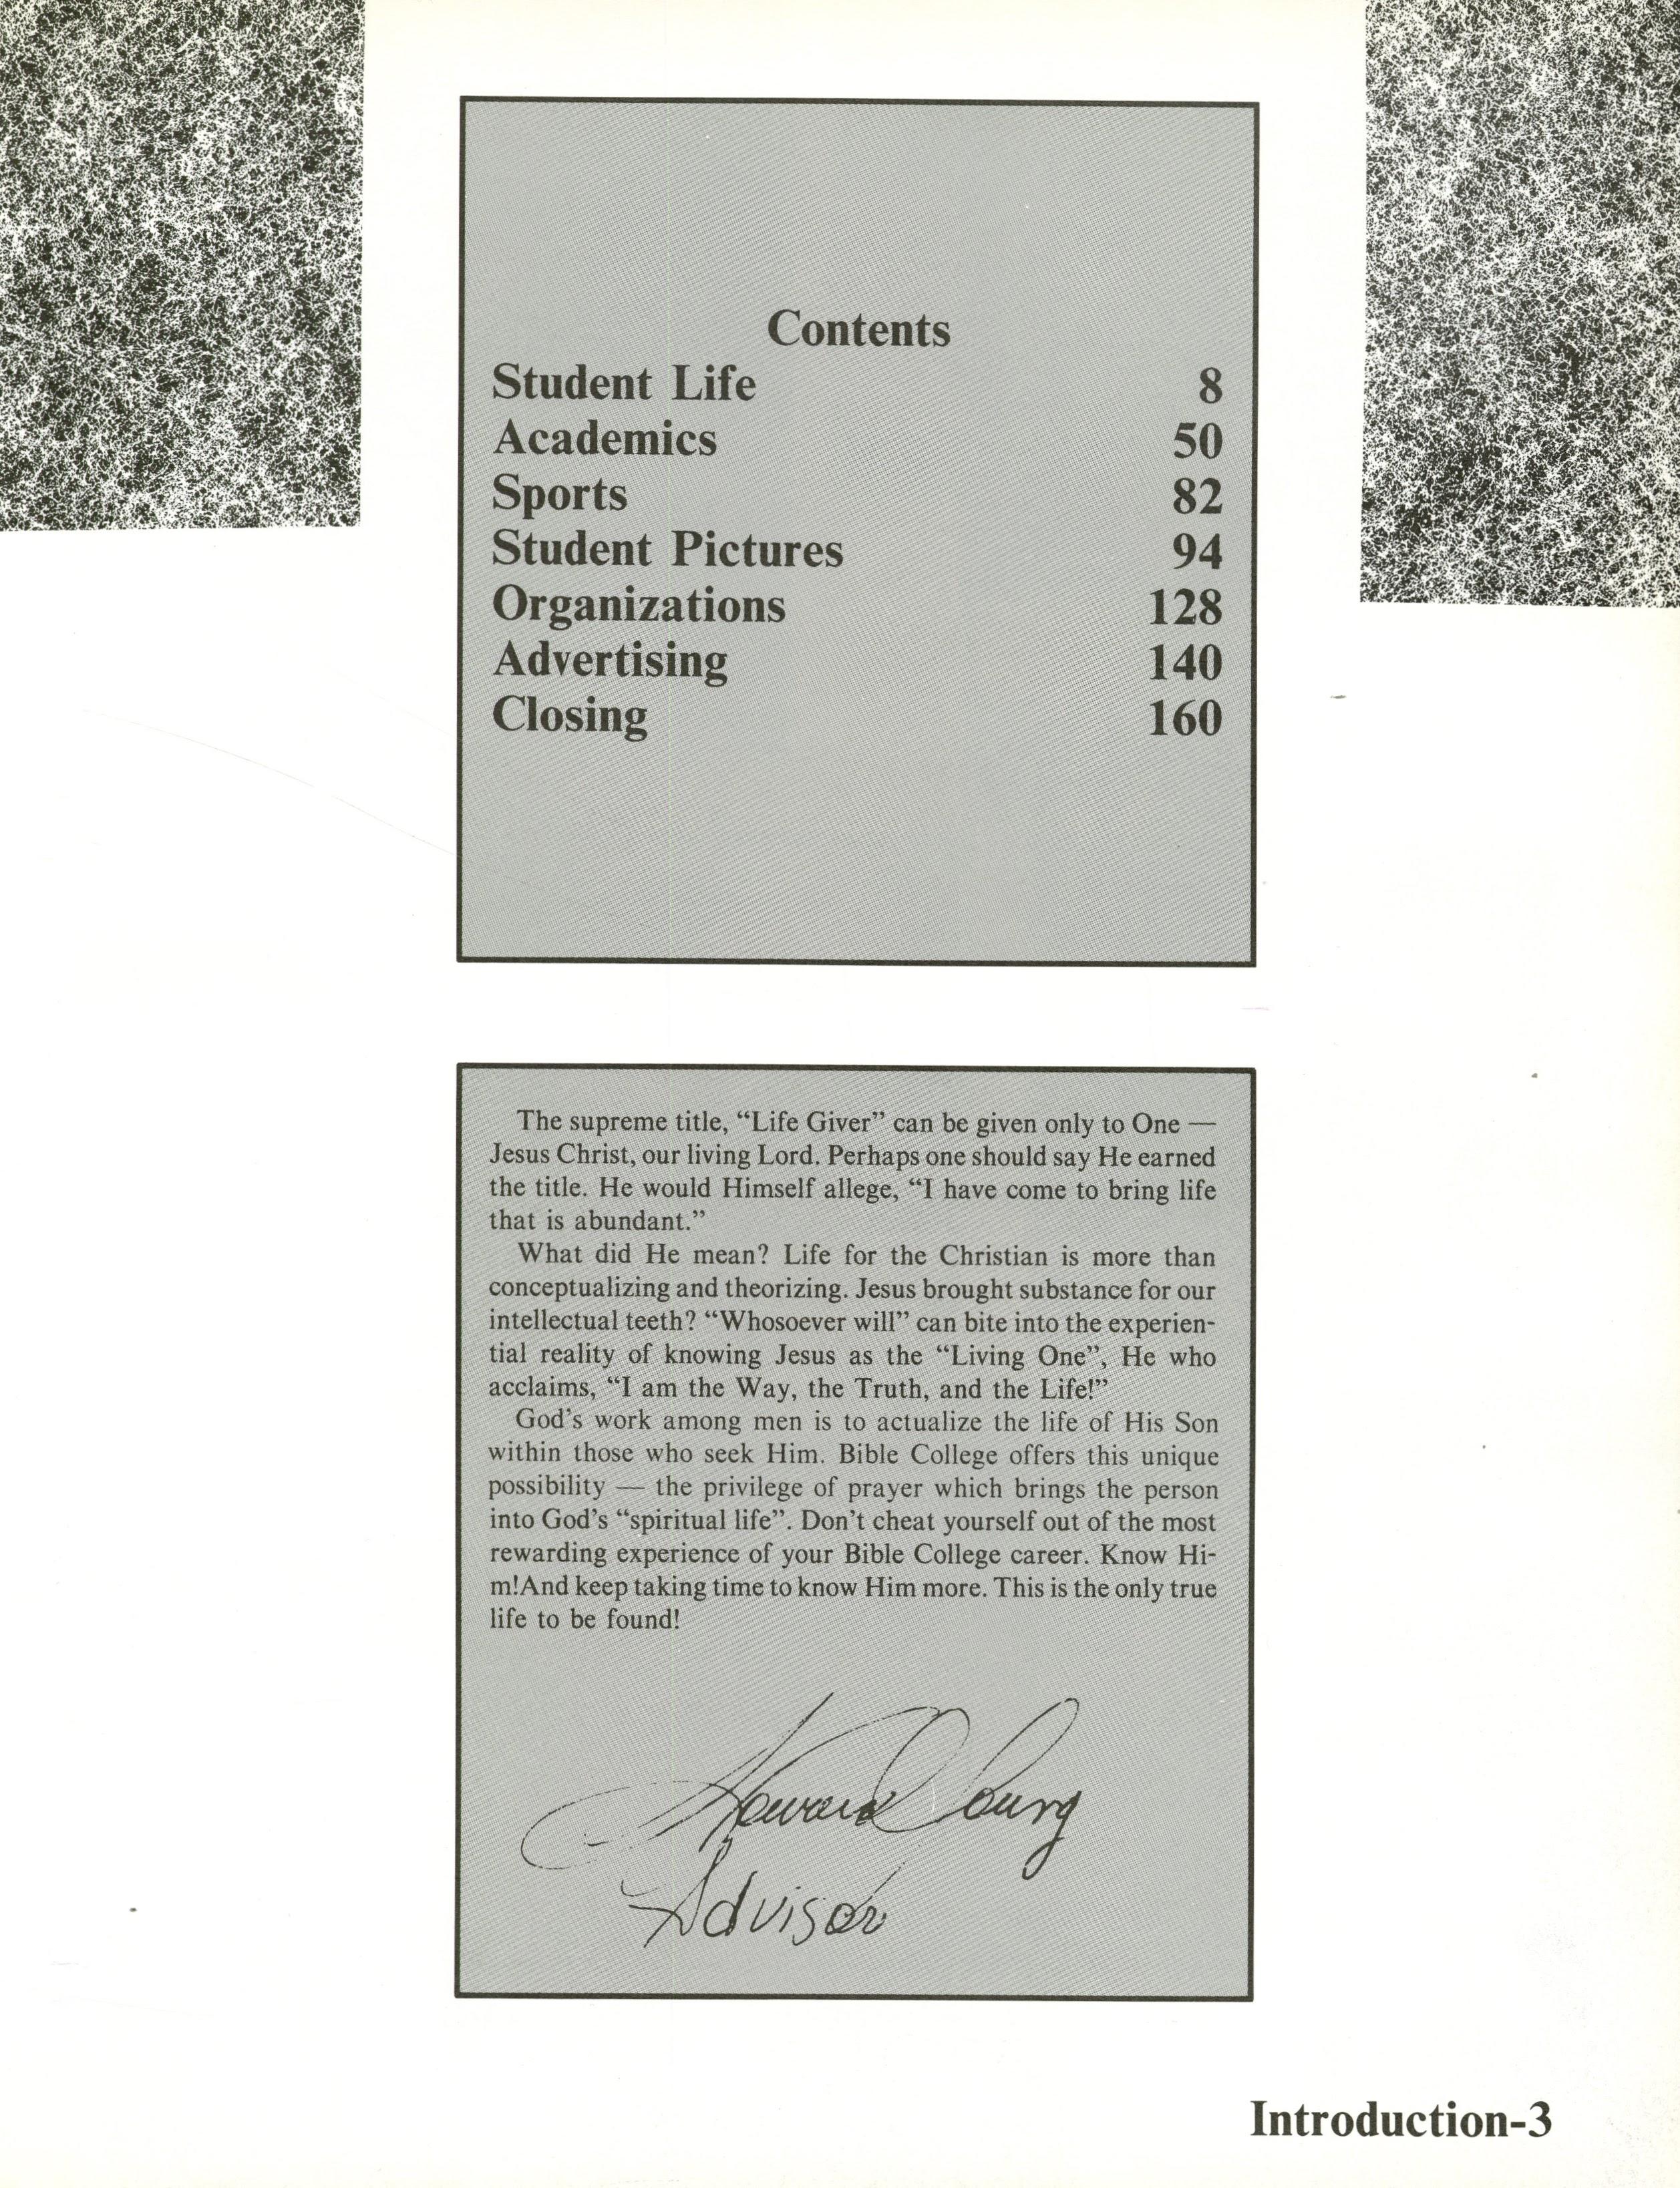 Contents
Student Life 8
Academics 50
Sports 82
Student Pictures 94
Organizations 128
Advertising 140
Closing 160
The supreme title, “Life Giver” can be given only to One —
Jesus Christ, our living Lord. Perhaps one should say He earned
the title. He would Himself allege, “I have come to bring life
that is abundant.”
What did He mean? Life for the Christian is more than
conceptualizing and theorizing. Jesus brought substance for our
intellectual teeth? “Whosoever will” can bite into the experien-
tial reality of knowing Jesus as the “Living One”, He who
acclaims, “I am the Way, the Truth, and the Life!”
God’s work among men is to actualize the life of His Son
within those who seek Him. Bible College offers this unique
possibility — the privilege of prayer which brings the person
into God’s “spiritual life”. Don’t cheat yourself out of the most
rewarding experience of your Bible College career. Know Hi-
m!And keep taking time to know Him more. This is the only true
life to be found!
Howard Young
Advisor
Introduction-3